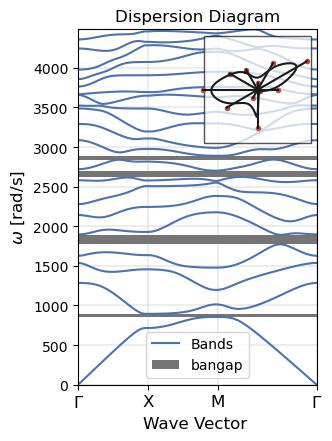 Dispersion Diagram
ω [rad/s]
4000
3500
3000
2500
2000
1500
1000
500
0
Bands
bangap
Γ X M Γ
Wave Vector